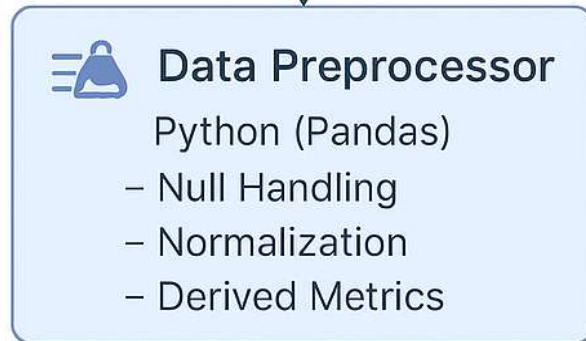 Data Preprocessor
Python (Pandas)
– Null Handling
– Normalization
– Derived Metrics